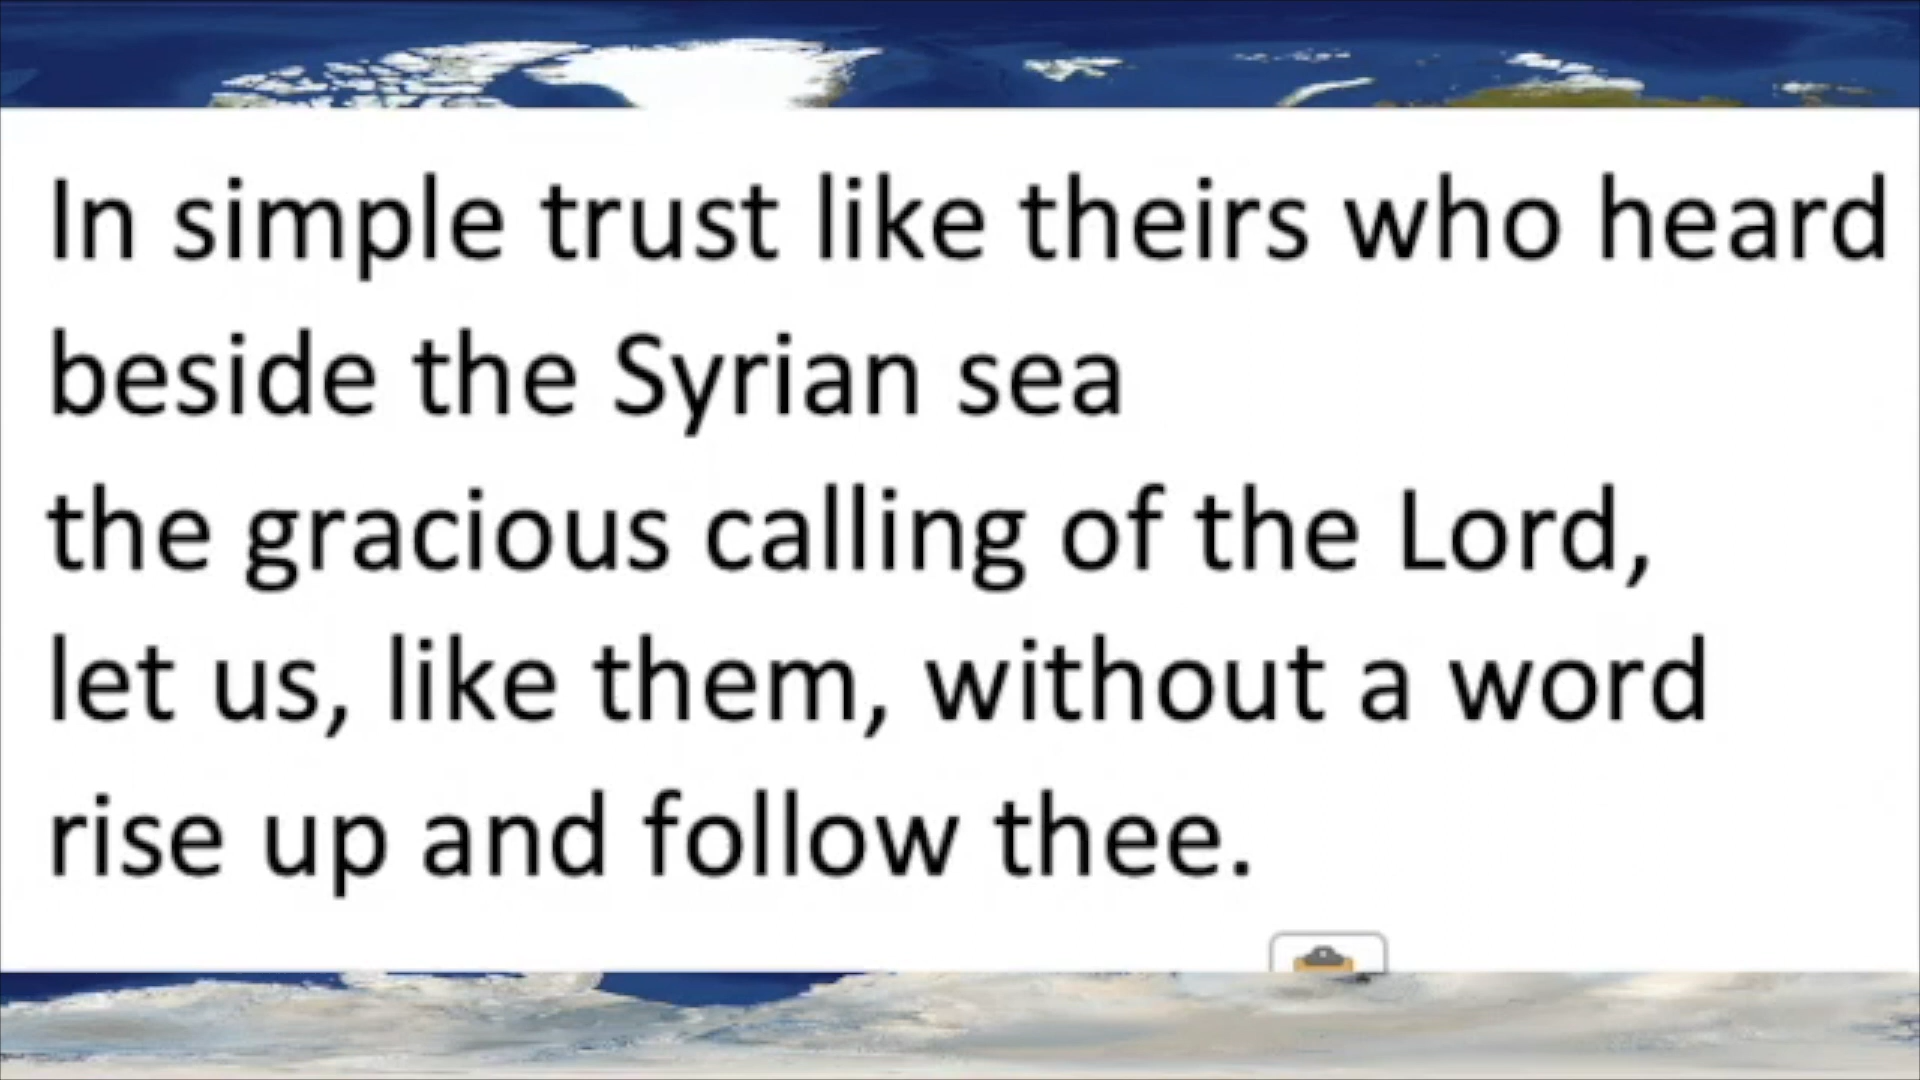 In simple trust like theirs who heard
beside the Syrian sea
the gracious calling of the Lord,
let us, like them, without a word
rise up and follow thee.